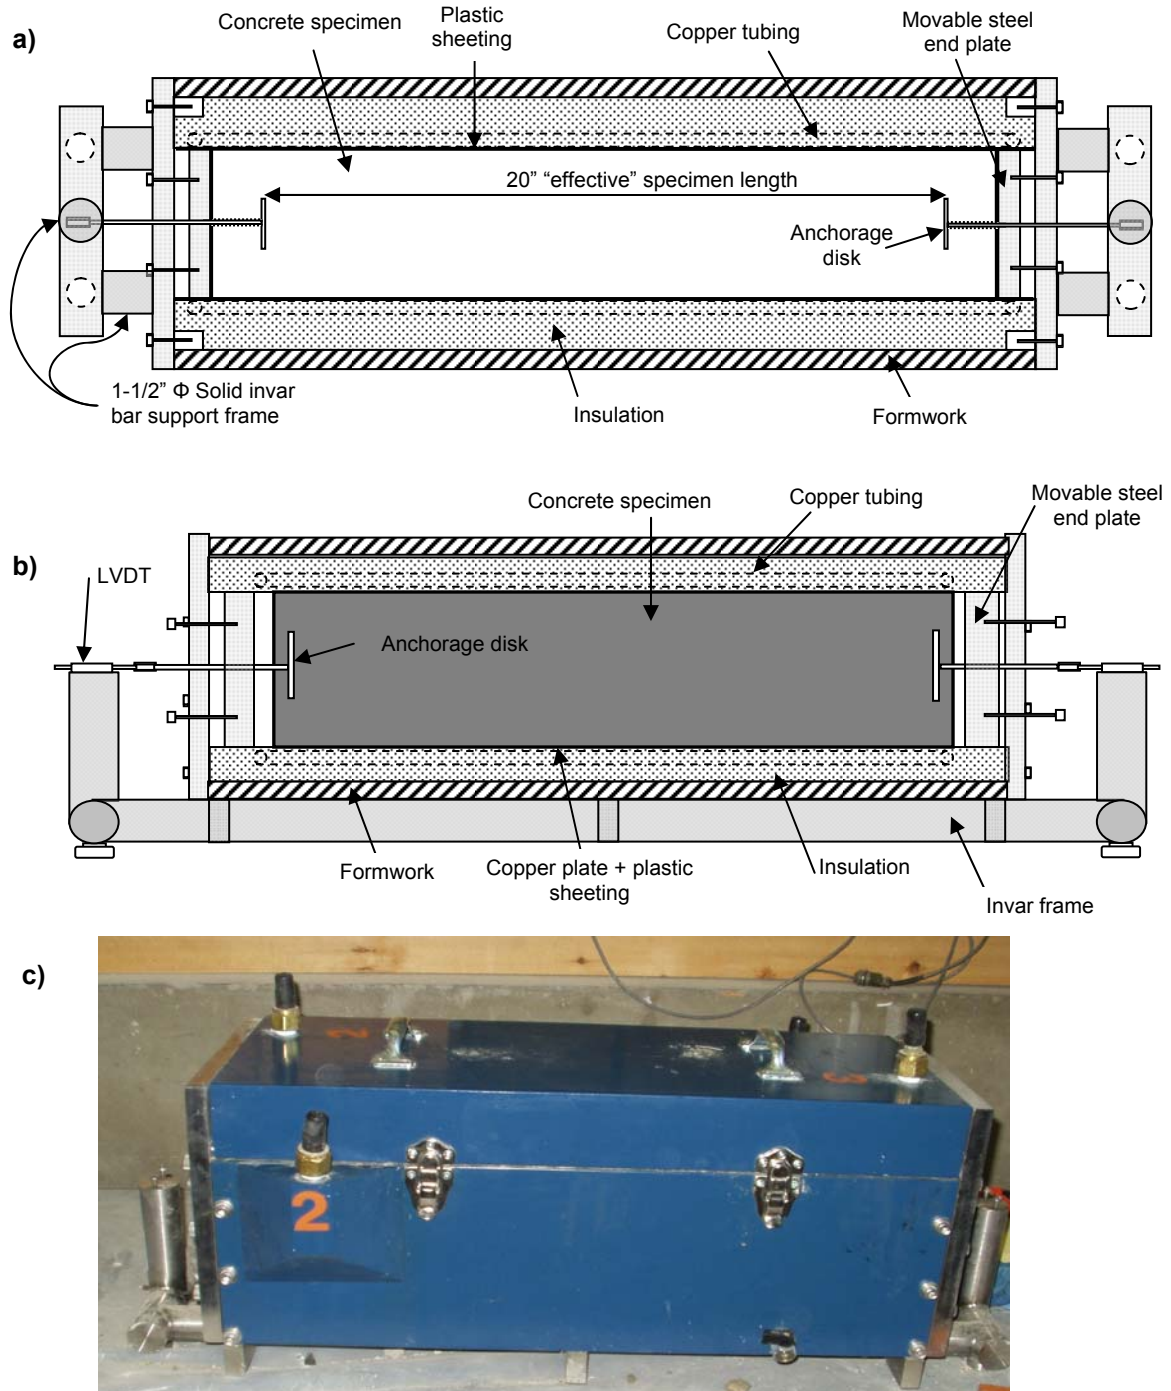 a)
Concrete specimen
Plastic
sheeting
Copper tubing
Movable steel
end plate
20” “effective” specimen length
Anchorage
disk
1-1/2” Φ Solid invar
bar support frame
Insulation
Formwork
b)
LVDT
Concrete specimen
Copper tubing
Movable steel
end plate
Anchorage disk
Formwork
Copper plate + plastic
sheeting
Insulation
Invar frame
c)
2